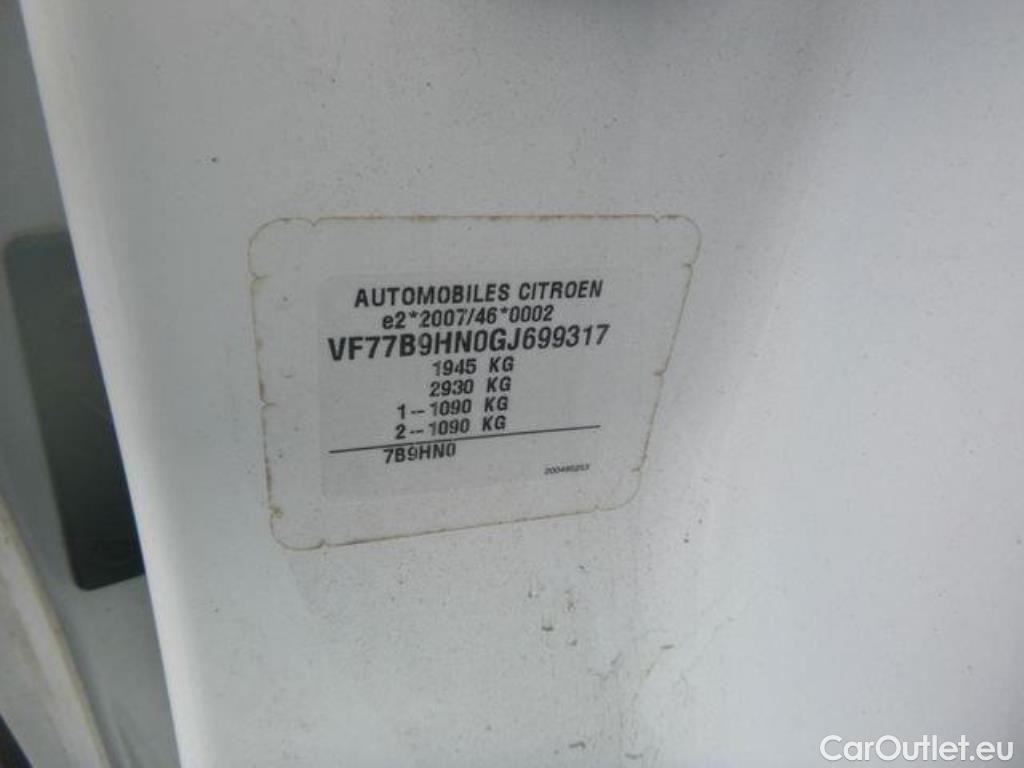 AUTOMOBILES CITROEN
e2*2007/46*0002
VF77B9HN0GJ699317
1945 KG
2930 KG
1--1090 KG
2--1090 KG
7B9HN0
CarOutlet.eu